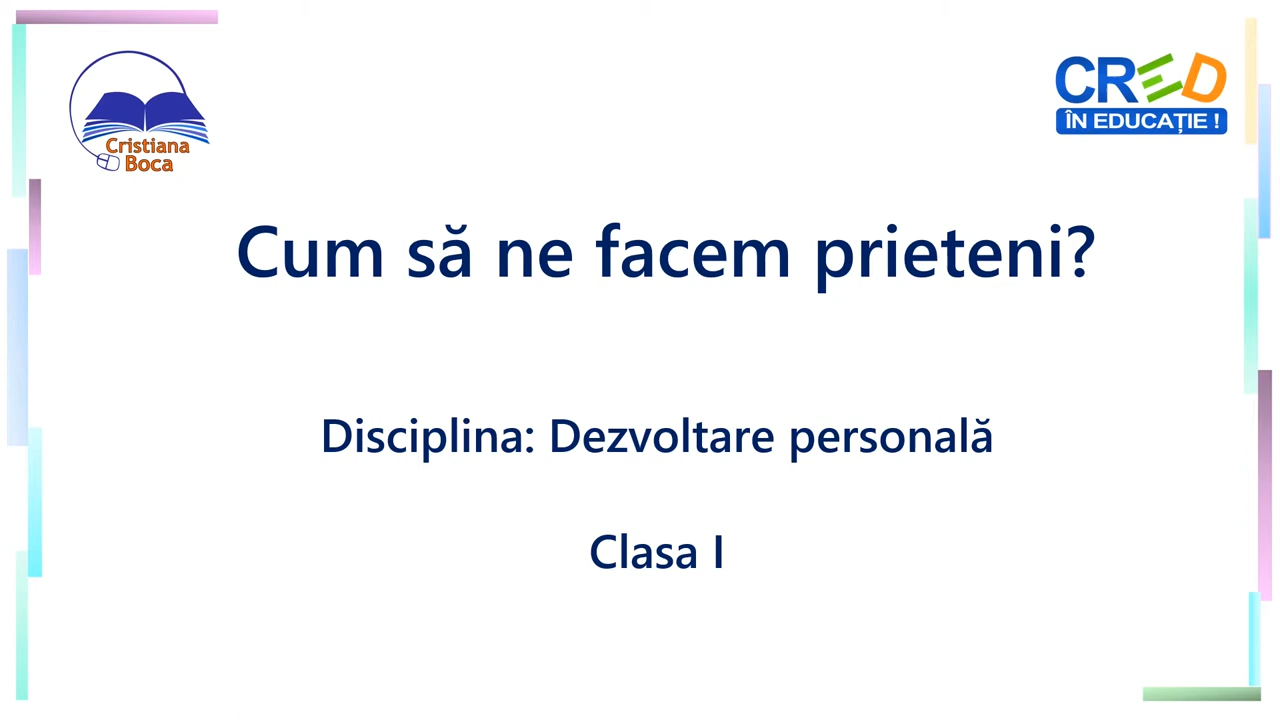 Cristiana
Boca
CRED
ÎN EDUCAȚIE !
Cum să ne facem prieteni?
Disciplina: Dezvoltare personală
Clasa I